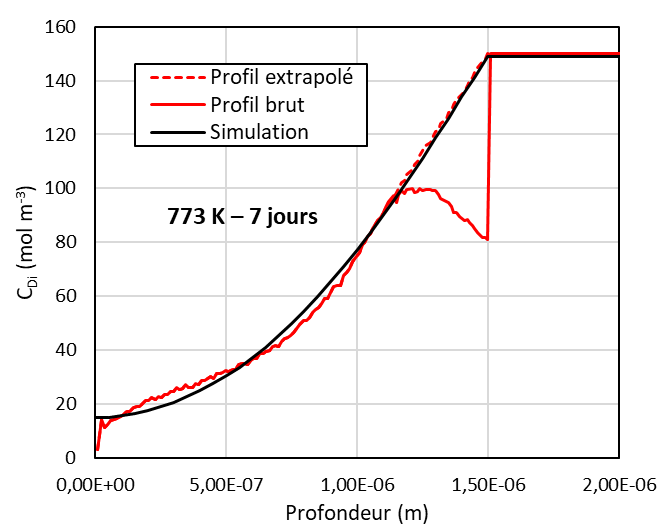 160
140
120
100
80
60
40
20
0
C_Di (mol m⁻³)
Profil extrapolé
Profil brut
Simulation
773 K – 7 jours
0,00E+00 5,00E-07 1,00E-06 1,50E-06 2,00E-06
Profondeur (m)